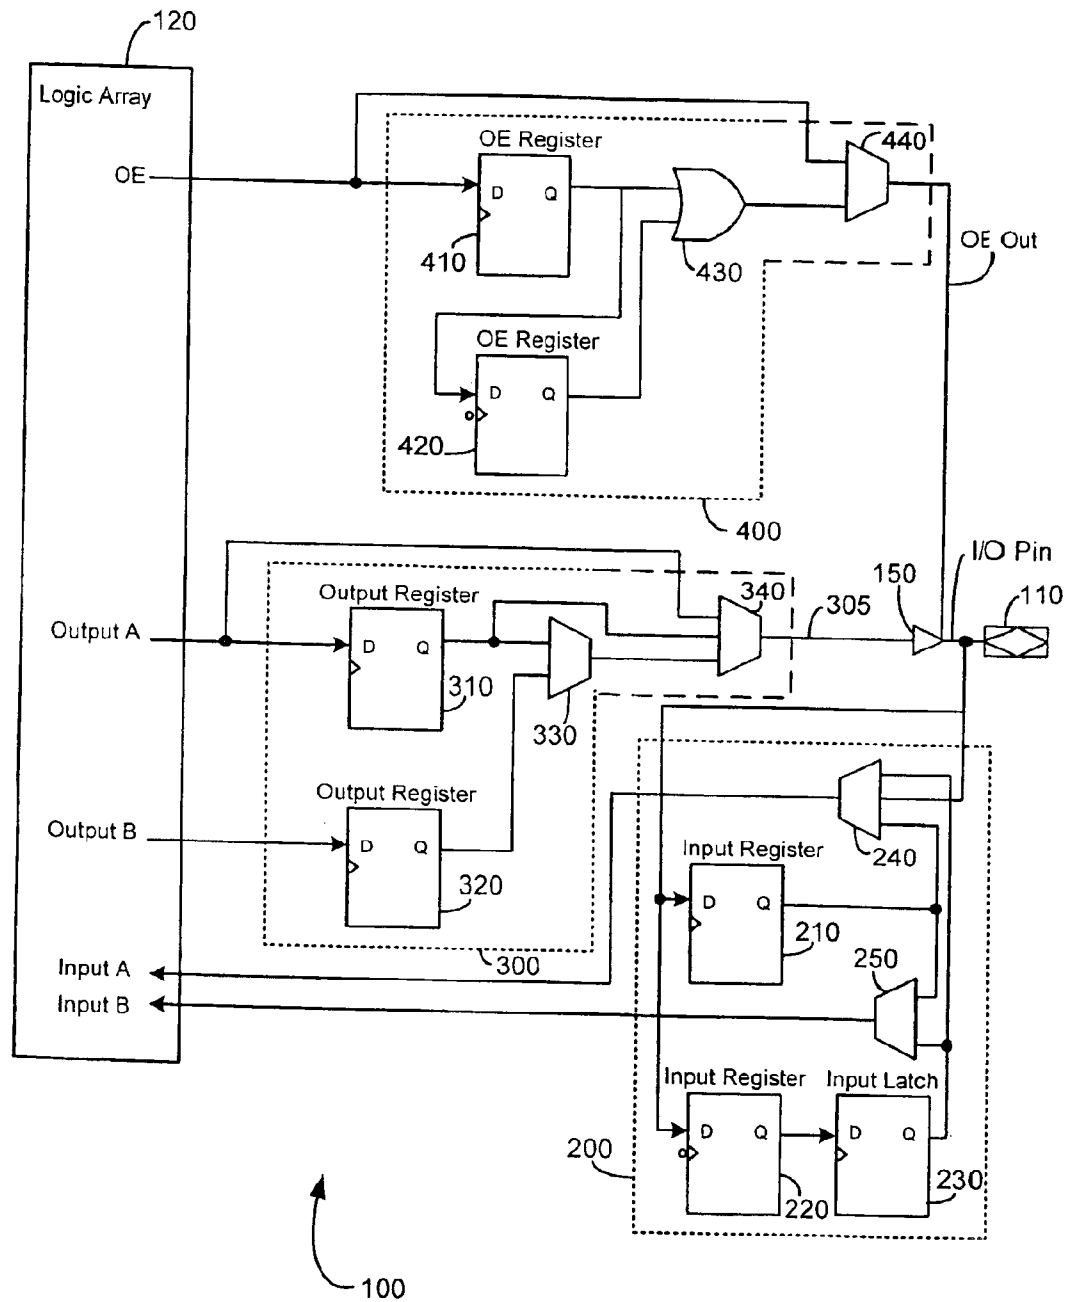 120
Logic Array
OE
OE Register
D Q
410
430
440
OE Out
OE Register
D Q
420
400
I/O Pin
150
110
Output A
Output Register
D Q
310
330
340
305
Output B
Output Register
D Q
320
300
Input A
Input B
240
Input Register
D Q
210
250
Input Register
D Q
220
Input Latch
D Q
230
200
100